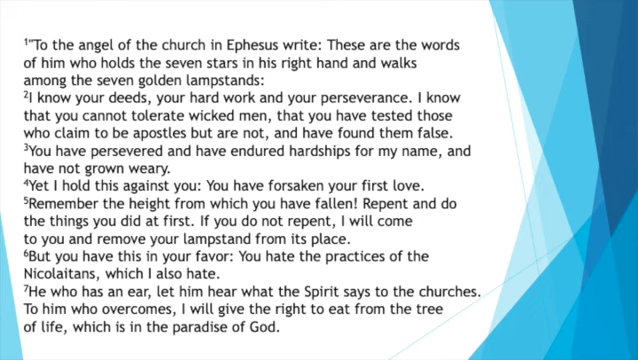 ¹"To the angel of the church in Ephesus write: These are the words
of him who holds the seven stars in his right hand and walks
among the seven golden lampstands:
²I know your deeds, your hard work and your perseverance. I know
that you cannot tolerate wicked men, that you have tested those
who claim to be apostles but are not, and have found them false.
³You have persevered and have endured hardships for my name, and
have not grown weary.
⁴Yet I hold this against you: You have forsaken your first love.
⁵Remember the height from which you have fallen! Repent and do
the things you did at first. If you do not repent, I will come
to you and remove your lampstand from its place.
⁶But you have this in your favor: You hate the practices of the
Nicolaitans, which I also hate.
⁷He who has an ear, let him hear what the Spirit says to the churches.
To him who overcomes, I will give the right to eat from the tree
of life, which is in the paradise of God.